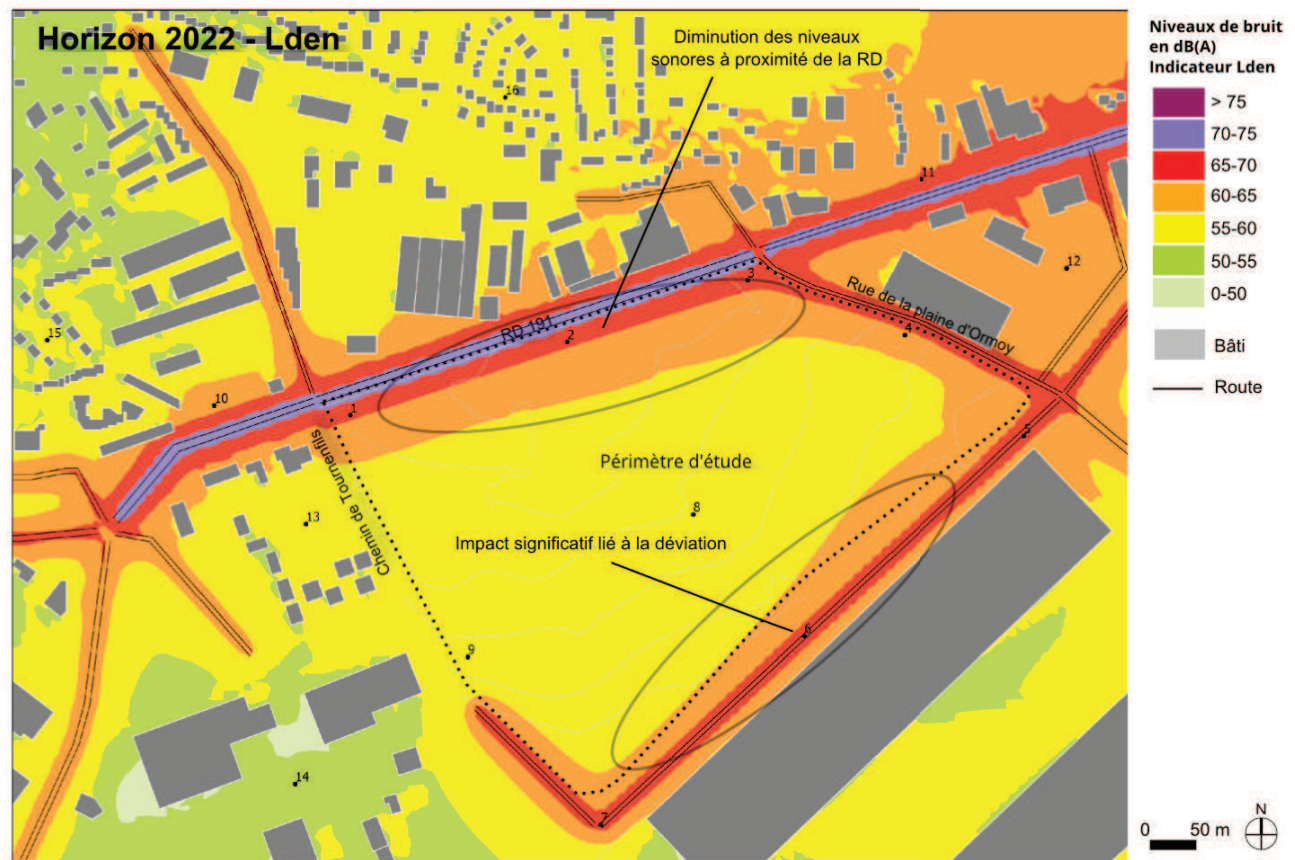 Horizon 2022 - Lden
Diminution des niveaux
sonores à proximité de la RD
16
11
12
3
RD 191
2
Rue de la plaine d'Ormoy
4
15
10
1
5
Périmètre d'étude
Chemin de Tournenfils
13
8
Impact significatif lié à la déviation
6
9
14
7
Niveaux de bruit
en dB(A)
Indicateur Lden
> 75
70-75
65-70
60-65
55-60
50-55
0-50
Bâti
Route
N
0 50 m